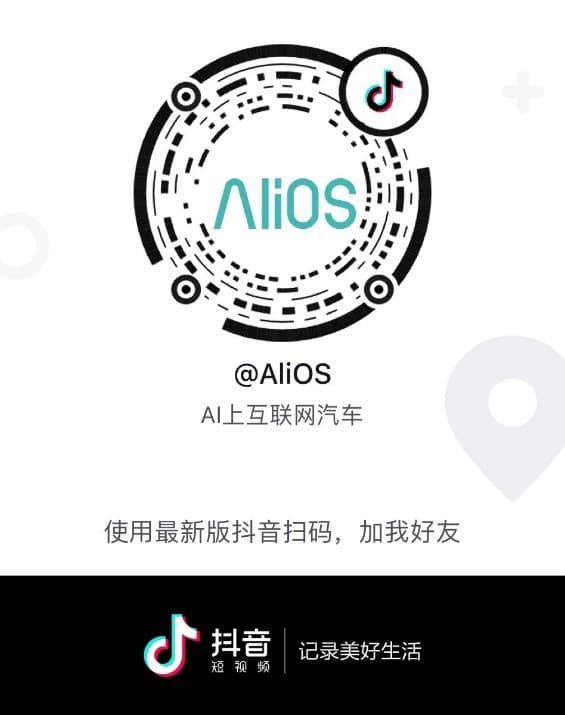 AliOS
@AliOS
AI上互联网汽车
使用最新版抖音扫码，加我好友
抖音
短视频
记录美好生活